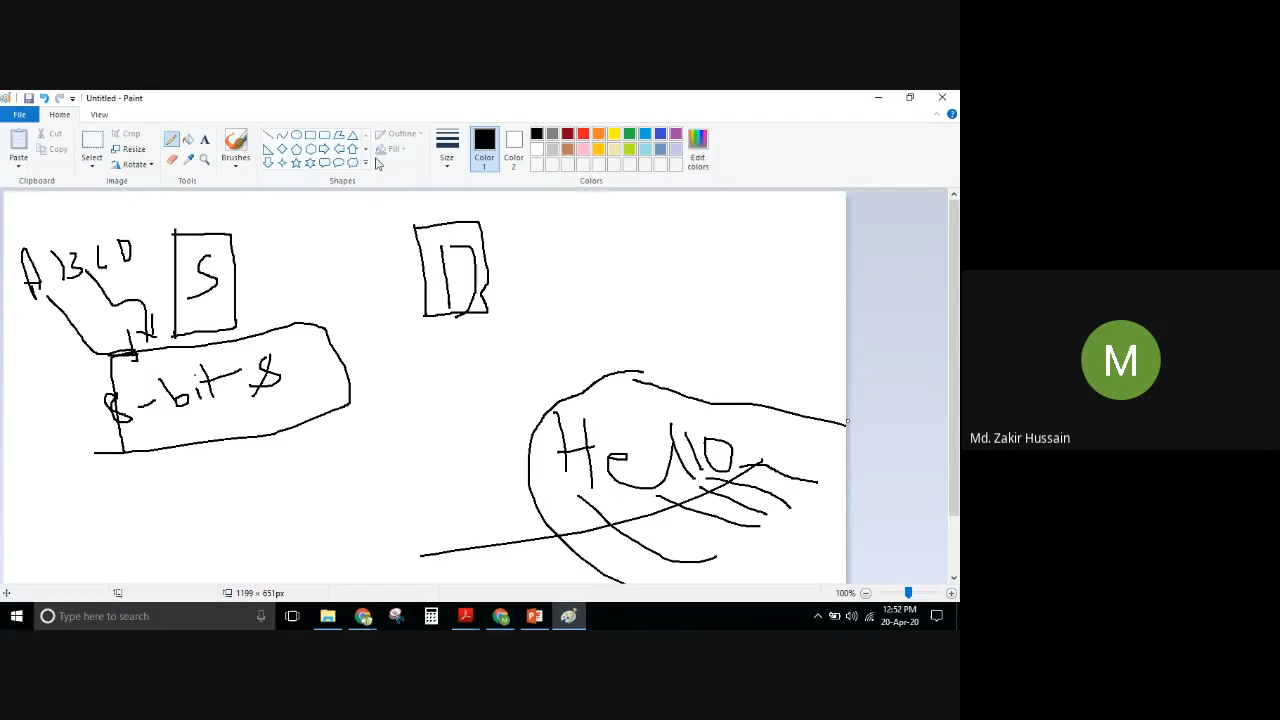 Untitled - Paint
File Home View
Paste
Cut
Copy
Clipboard
Select
Crop
Resize
Rotate
Image
Tools
Brushes
Shapes
Outline
Fill
Size
Color 1
Color 2
Edit colors
Colors
A B C D
S
D
8-bit
Hello
M
Md. Zakir Hussain
1199 × 651px
100%
Type here to search
12:52 PM
20-Apr-20